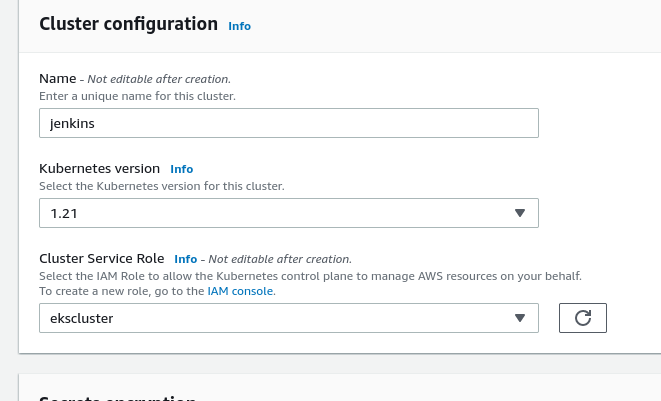 Cluster configuration Info
Name - Not editable after creation.
Enter a unique name for this cluster.
jenkins
Kubernetes version Info
Select the Kubernetes version for this cluster.
1.21
Cluster Service Role Info - Not editable after creation.
Select the IAM Role to allow the Kubernetes control plane to manage AWS resources on your behalf.
To create a new role, go to the IAM console.
ekscluster
Secrets encryption